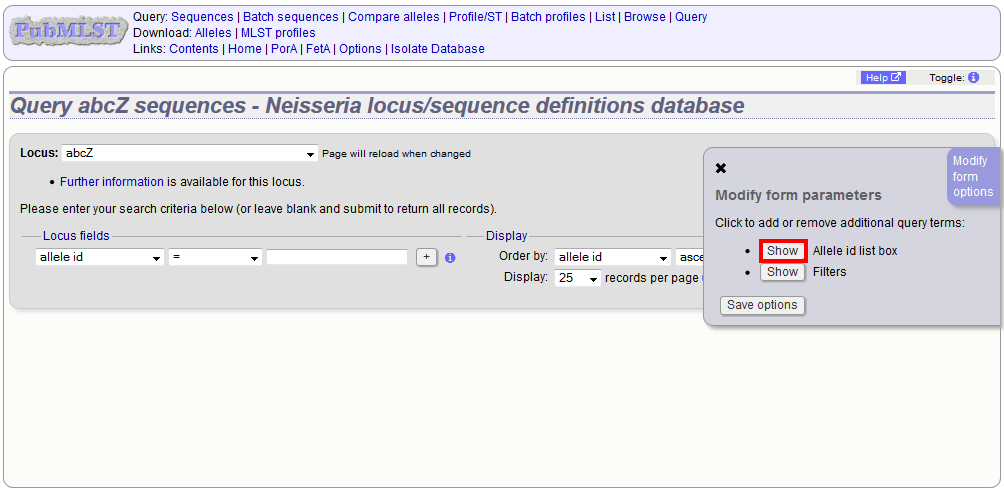 PubMLST
Query: Sequences | Batch sequences | Compare alleles | Profile/ST | Batch profiles | List | Browse | Query
Download: Alleles | MLST profiles
Links: Contents | Home | PorA | FetA | Options | Isolate Database
Help Toggle: i
Query abcZ sequences - Neisseria locus/sequence definitions database
Locus: abcZ Page will reload when changed
• Further information is available for this locus.
Please enter your search criteria below (or leave blank and submit to return all records).
Locus fields
allele id = + i
Display
Order by: allele id asce
Display: 25 records per page
Modify
form
options
Modify form parameters
Click to add or remove additional query terms:
• Show Allele id list box
• Show Filters
Save options